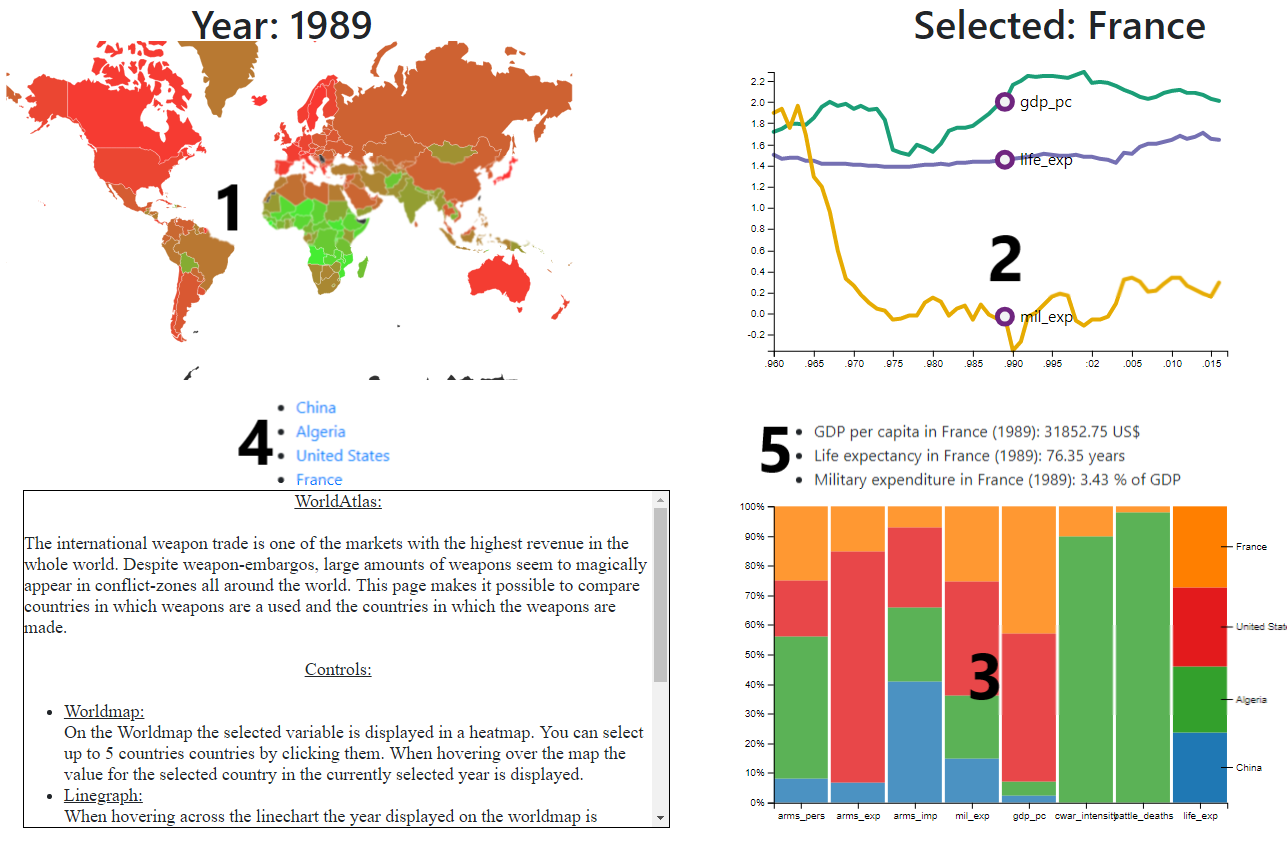 Year: 1989
1
Selected: France
2.2
2.0
1.8
1.6
1.4
1.2
1.0
0.8
0.6
0.4
0.2
0.0
-0.2
gdp_pc
life_exp
2
mil_exp
.960 .965 .970 .975 .980 .985 .990 .995 :02 .005 .010 .015
4
China
Algeria
United States
France
5
GDP per capita in France (1989): 31852.75 US$
Life expectancy in France (1989): 76.35 years
Military expenditure in France (1989): 3.43 % of GDP
WorldAtlas:
The international weapon trade is one of the markets with the highest revenue in the
whole world. Despite weapon-embargos, large amounts of weapons seem to magically
appear in conflict-zones all around the world. This page makes it possible to compare
countries in which weapons are a used and the countries in which the weapons are
made.
Controls:
Worldmap:
On the Worldmap the selected variable is displayed in a heatmap. You can select
up to 5 countries countries by clicking them. When hovering over the map the
value for the selected country in the currently selected year is displayed.
Linegraph:
When hovering across the linechart the year displayed on the worldmap is
100%
90%
80%
70%
60%
50%
40%
30%
20%
10%
0%
3
France
United State
Algeria
China
arms_pers arms_exp arms_imp mil_exp gdp_pc cwar_intensity battle_deaths life_exp